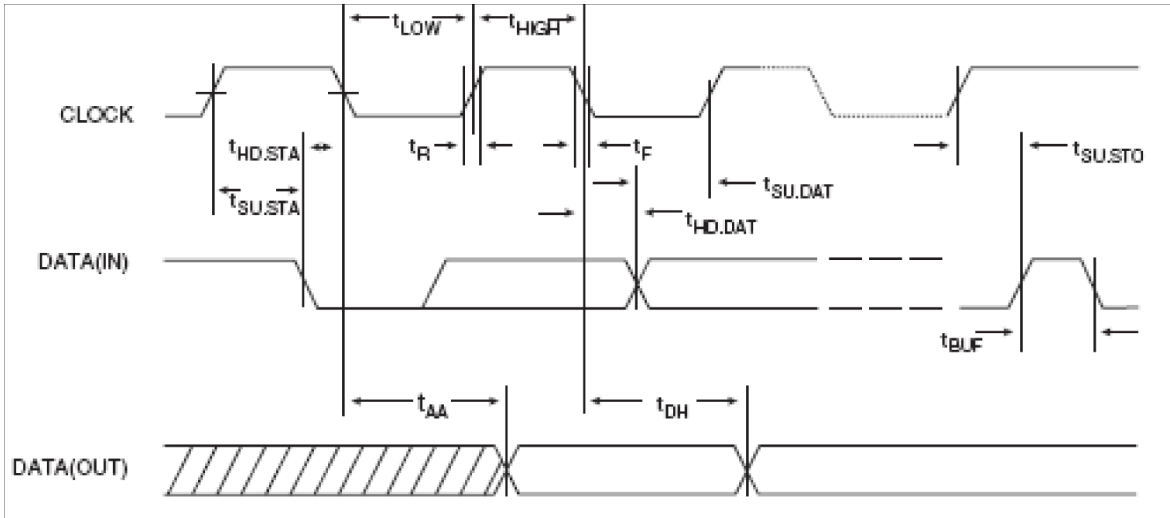 tLOW tHIGH
CLOCK
tHD.STA tR tF tSU.STO
tSU.STA tSU.DAT
tHD.DAT
DATA(IN)
tBUF
tAA tDH
DATA(OUT)